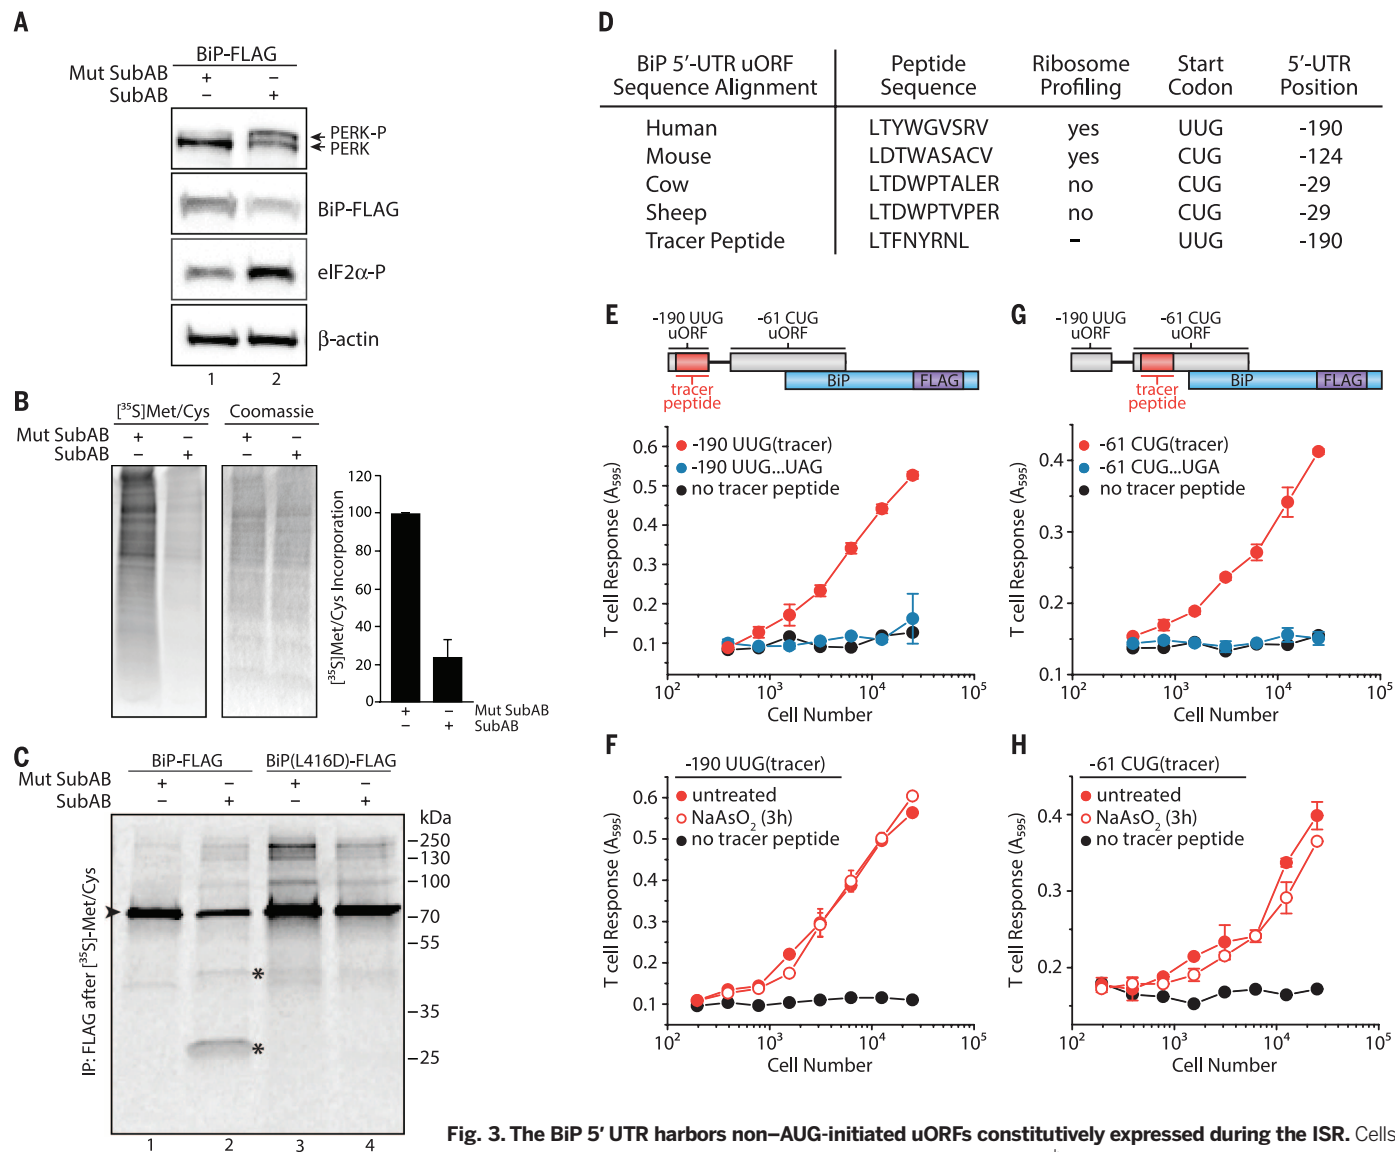 A
BiP-FLAG
Mut SubAB + −
SubAB − +
PERK-P
PERK
BiP-FLAG
eIF2α-P
β-actin
1 2
B
[³⁵S]Met/Cys Coomassie
Mut SubAB + − + −
SubAB − + − +
[³⁵S]Met/Cys Incorporation
120
100
80
60
40
20
0
+ − Mut SubAB
− + SubAB
C
BiP-FLAG BiP(L416D)-FLAG
Mut SubAB + − + −
SubAB − + − +
kDa
250
130
100
70
55
35
25
*
*
IP: FLAG after [³⁵S]-Met/Cys
1 2 3 4
D
BiP 5′-UTR uORF Sequence Alignment Peptide Sequence Ribosome Profiling Start Codon 5′-UTR Position
Human LTYWGVSRV yes UUG -190
Mouse LDTWASACV yes CUG -124
Cow LTDWPTALER no CUG -29
Sheep LTDWPTVPER no CUG -29
Tracer Peptide LTFNYRNL – UUG -190
E
-190 UUG uORF
-61 CUG uORF
BiP FLAG
tracer peptide
-190 UUG(tracer)
-190 UUG...UAG
no tracer peptide
T cell Response (A₅₉₅)
0.6
0.5
0.4
0.3
0.2
0.1
10² 10³ 10⁴ 10⁵
Cell Number
G
-190 UUG uORF
-61 CUG uORF
BiP FLAG
tracer peptide
-61 CUG(tracer)
-61 CUG...UGA
no tracer peptide
T cell Response (A₅₉₅)
0.4
0.3
0.2
0.1
10² 10³ 10⁴ 10⁵
Cell Number
F
-190 UUG(tracer)
untreated
NaAsO₂ (3h)
no tracer peptide
T cell Response (A₅₉₅)
0.6
0.5
0.4
0.3
0.2
0.1
10² 10³ 10⁴ 10⁵
Cell Number
H
-61 CUG(tracer)
untreated
NaAsO₂ (3h)
no tracer peptide
T cell Response (A₅₉₅)
0.4
0.3
0.2
10² 10³ 10⁴ 10⁵
Cell Number
Fig. 3. The BiP 5′ UTR harbors non–AUG-initiated uORFs constitutively expressed during the ISR. Cells